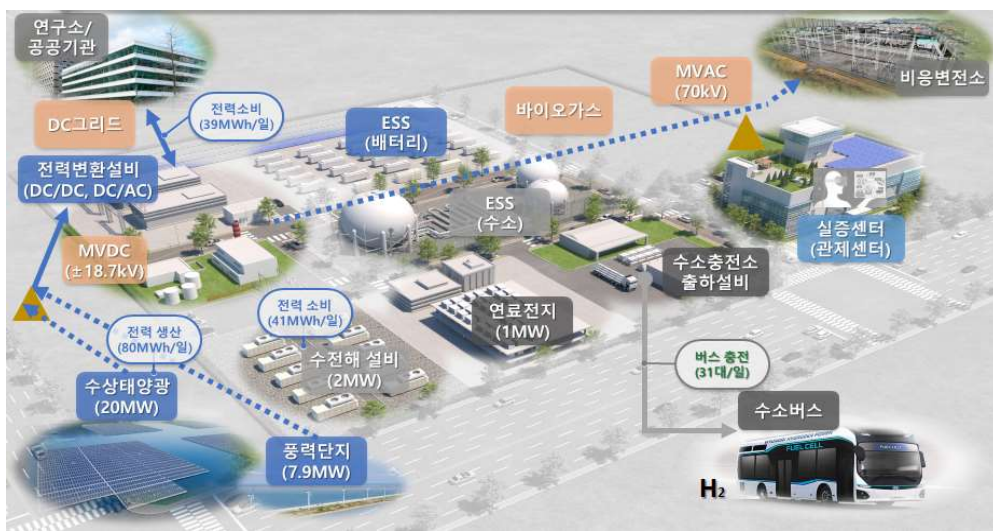 연구소/
공공기관
DC그리드
전력소비
(39MWh/일)
전력변환설비
(DC/DC, DC/AC)
MVDC
(±18.7kV)
ESS
(배터리)
바이오가스
MVAC
(70kV)
비응변전소
ESS
(수소)
실증센터
(관제센터)
수소충전소
출하설비
연료전지
(1MW)
전력 소비
(41MWh/일)
수전해 설비
(2MW)
전력 생산
(80MWh/일)
수상태양광
(20MW)
풍력단지
(7.9MW)
버스 충전
(31대/일)
수소버스
FUEL CELL
H2